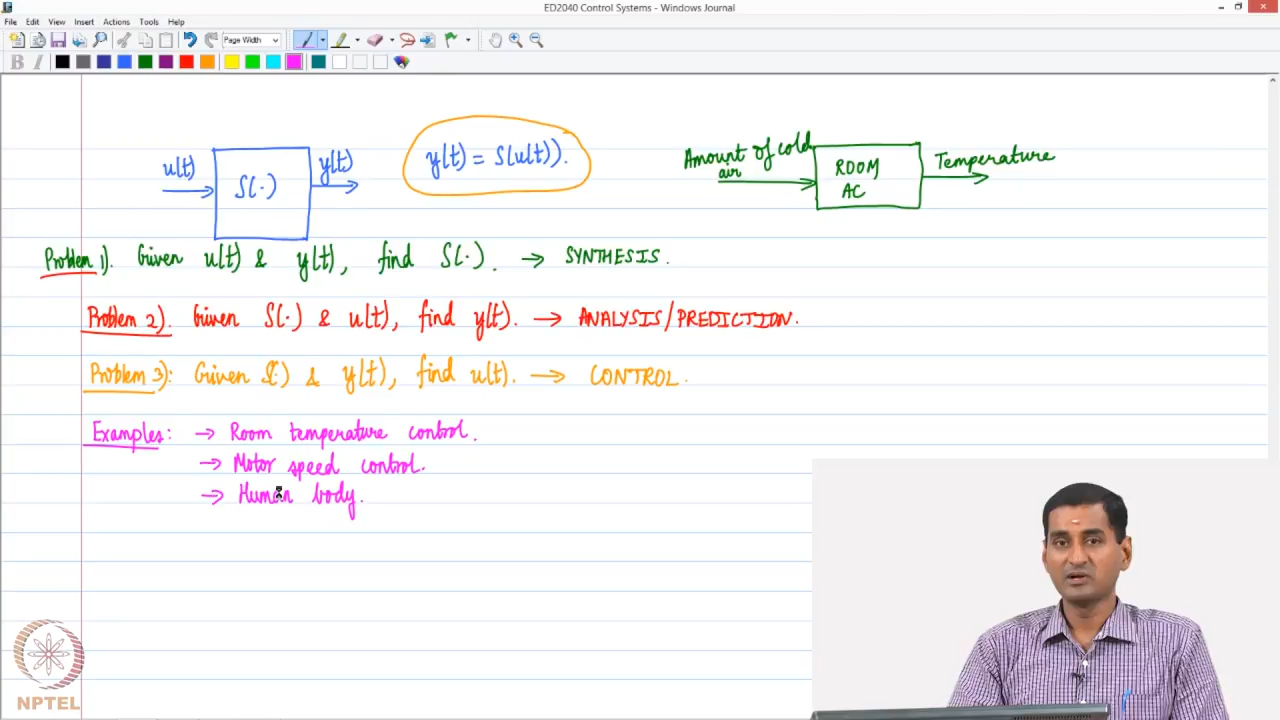 ED2040 Control Systems - Windows Journal
File Edit View Insert Actions Tools Help
Page Width
B I
u(t) S(·) y(t)
y(t) = S(u(t)).
Amount of cold air
ROOM AC
Temperature
Problem 1). Given u(t) & y(t), find S(·). → SYNTHESIS.
Problem 2). Given S(·) & u(t), find y(t). → ANALYSIS/PREDICTION.
Problem 3): Given S(·) & y(t), find u(t). → CONTROL.
Examples: → Room temperature control.
→ Motor speed control.
→ Human body.
NPTEL